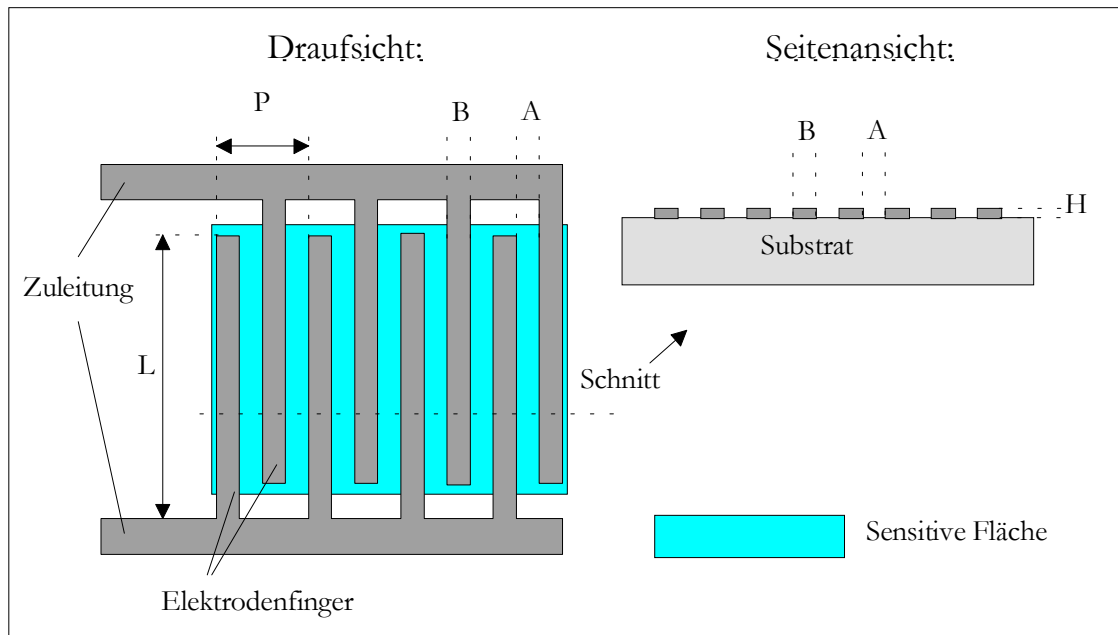 Draufsicht:
Seitenansicht:
P
B
A
B
A
H
Substrat
Zuleitung
L
Schnitt
Sensitive Fläche
Elektrodenfinger